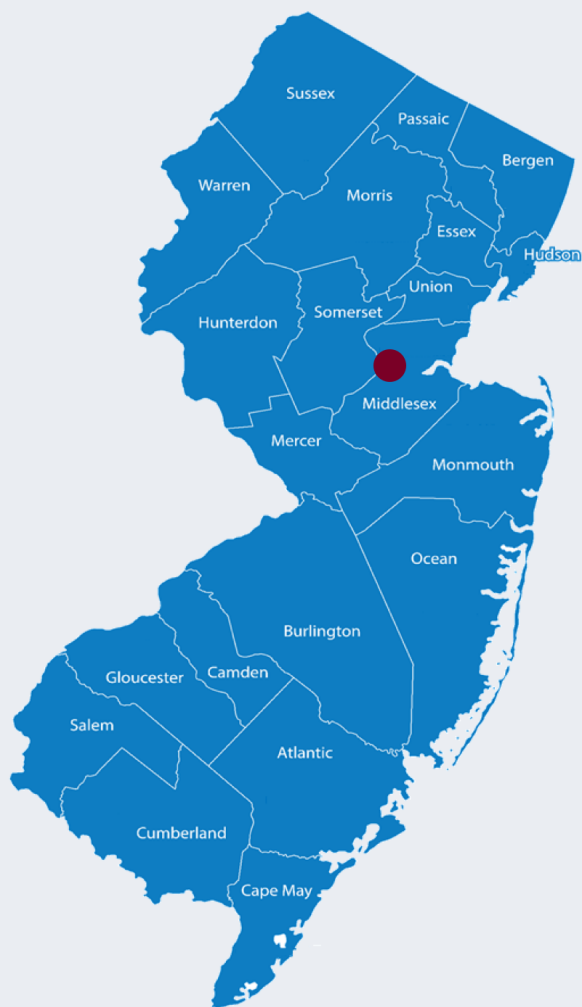 Sussex
Passaic
Bergen
Warren
Morris
Essex
Hudson
Union
Somerset
Hunterdon
Middlesex
Mercer
Monmouth
Ocean
Burlington
Camden
Gloucester
Salem
Atlantic
Cumberland
Cape May